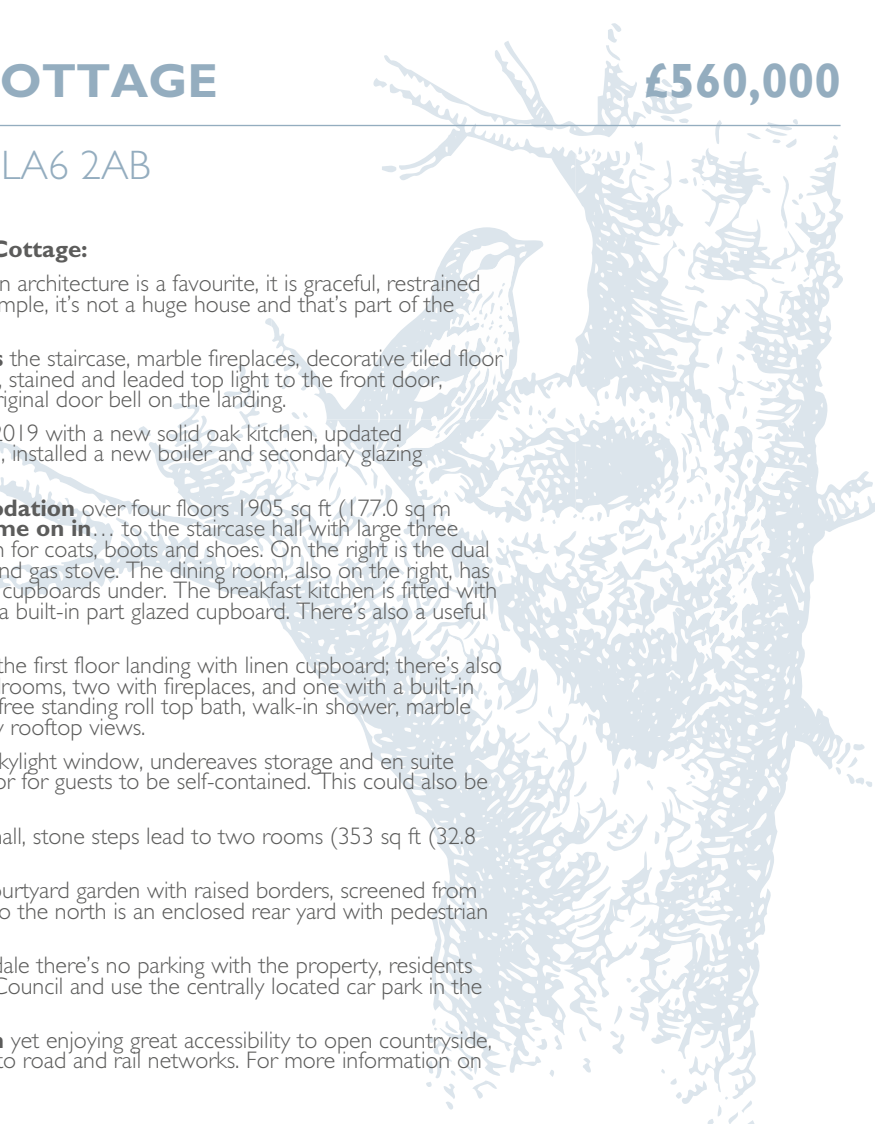 OTTAGE
£560,000
LA6 2AB
Cottage:
n architecture is a favourite, it is graceful, restrained
mple, it's not a huge house and that's part of the
s the staircase, marble fireplaces, decorative tiled floor
, stained and leaded top light to the front door,
riginal door bell on the landing.
2019 with a new solid oak kitchen, updated
, installed a new boiler and secondary glazing
odation over four floors 1905 sq ft (177.0 sq m
me on in… to the staircase hall with large three
n for coats, boots and shoes. On the right is the dual
nd gas stove. The dining room, also on the right, has
cupboards under. The breakfast kitchen is fitted with
a built-in part glazed cupboard. There's also a useful
the first floor landing with linen cupboard; there's also
rooms, two with fireplaces, and one with a built-in
free standing roll top bath, walk-in shower, marble
y rooftop views.
kylight window, undereaves storage and en suite
or for guests to be self-contained. This could also be
hall, stone steps lead to two rooms (353 sq ft (32.8
ourtyard garden with raised borders, screened from
o the north is an enclosed rear yard with pedestrian
dale there's no parking with the property, residents
Council and use the centrally located car park in the
n yet enjoying great accessibility to open countryside,
to road and rail networks. For more information on